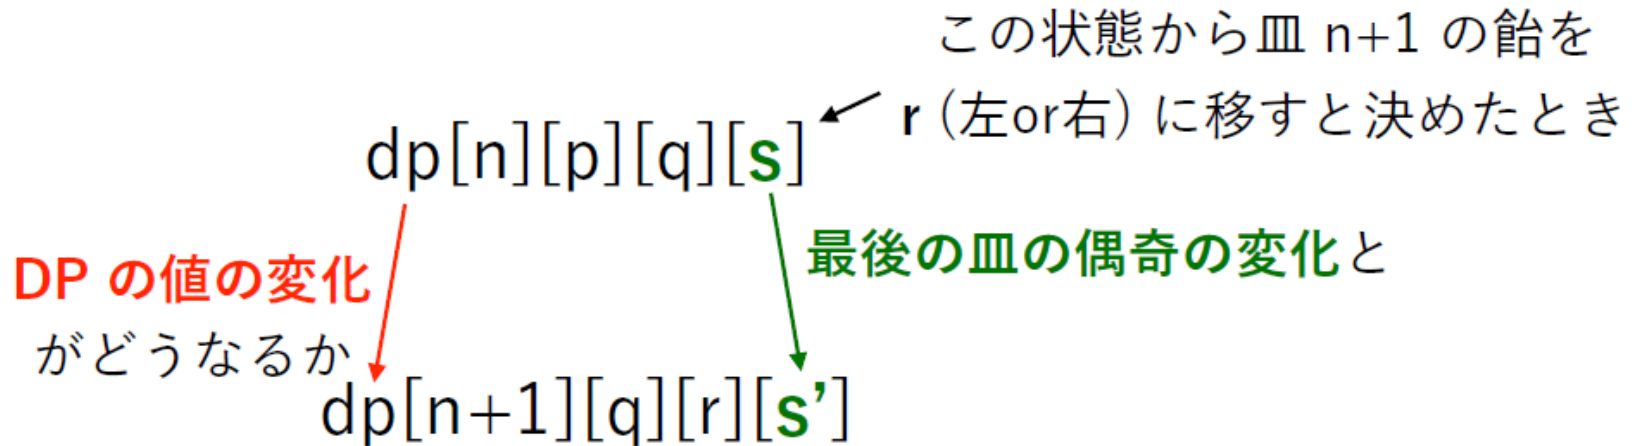 この状態から皿 n+1 の飴を
r (左or右) に移すと決めたとき
dp[n][p][q][s]
最後の皿の偶奇の変化と
DP の値の変化
がどうなるか
dp[n+1][q][r][s’]